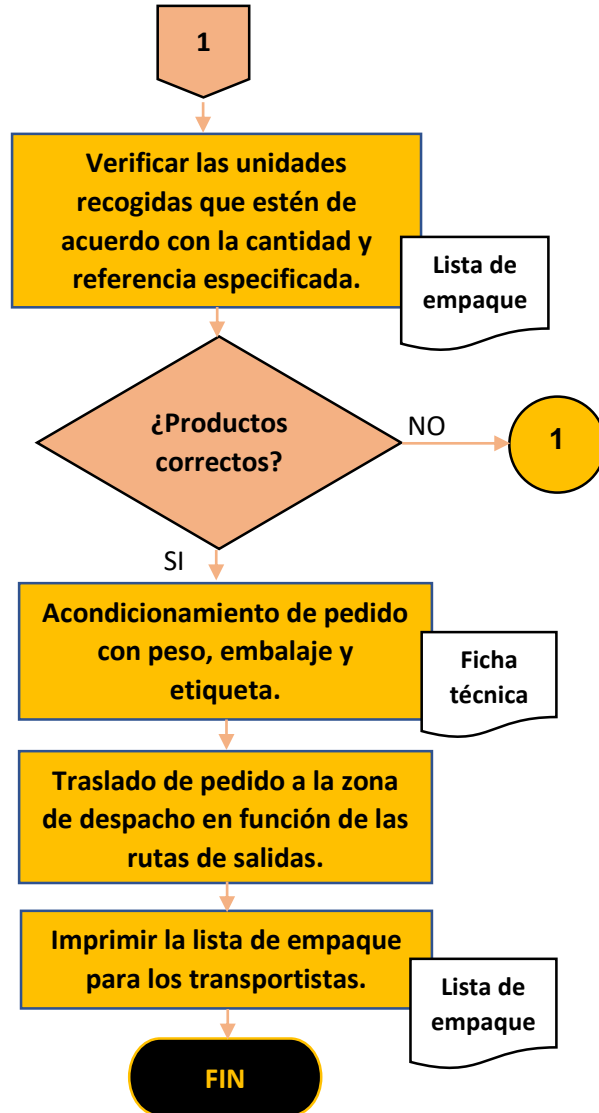 1
Verificar las unidades
recogidas que estén de
acuerdo con la cantidad y
referencia especificada.
Lista de
empaque
¿Productos
correctos?
NO
1
SI
Acondicionamiento de pedido
con peso, embalaje y
etiqueta.
Ficha
técnica
Traslado de pedido a la zona
de despacho en función de las
rutas de salidas.
Imprimir la lista de empaque
para los transportistas.
Lista de
empaque
FIN